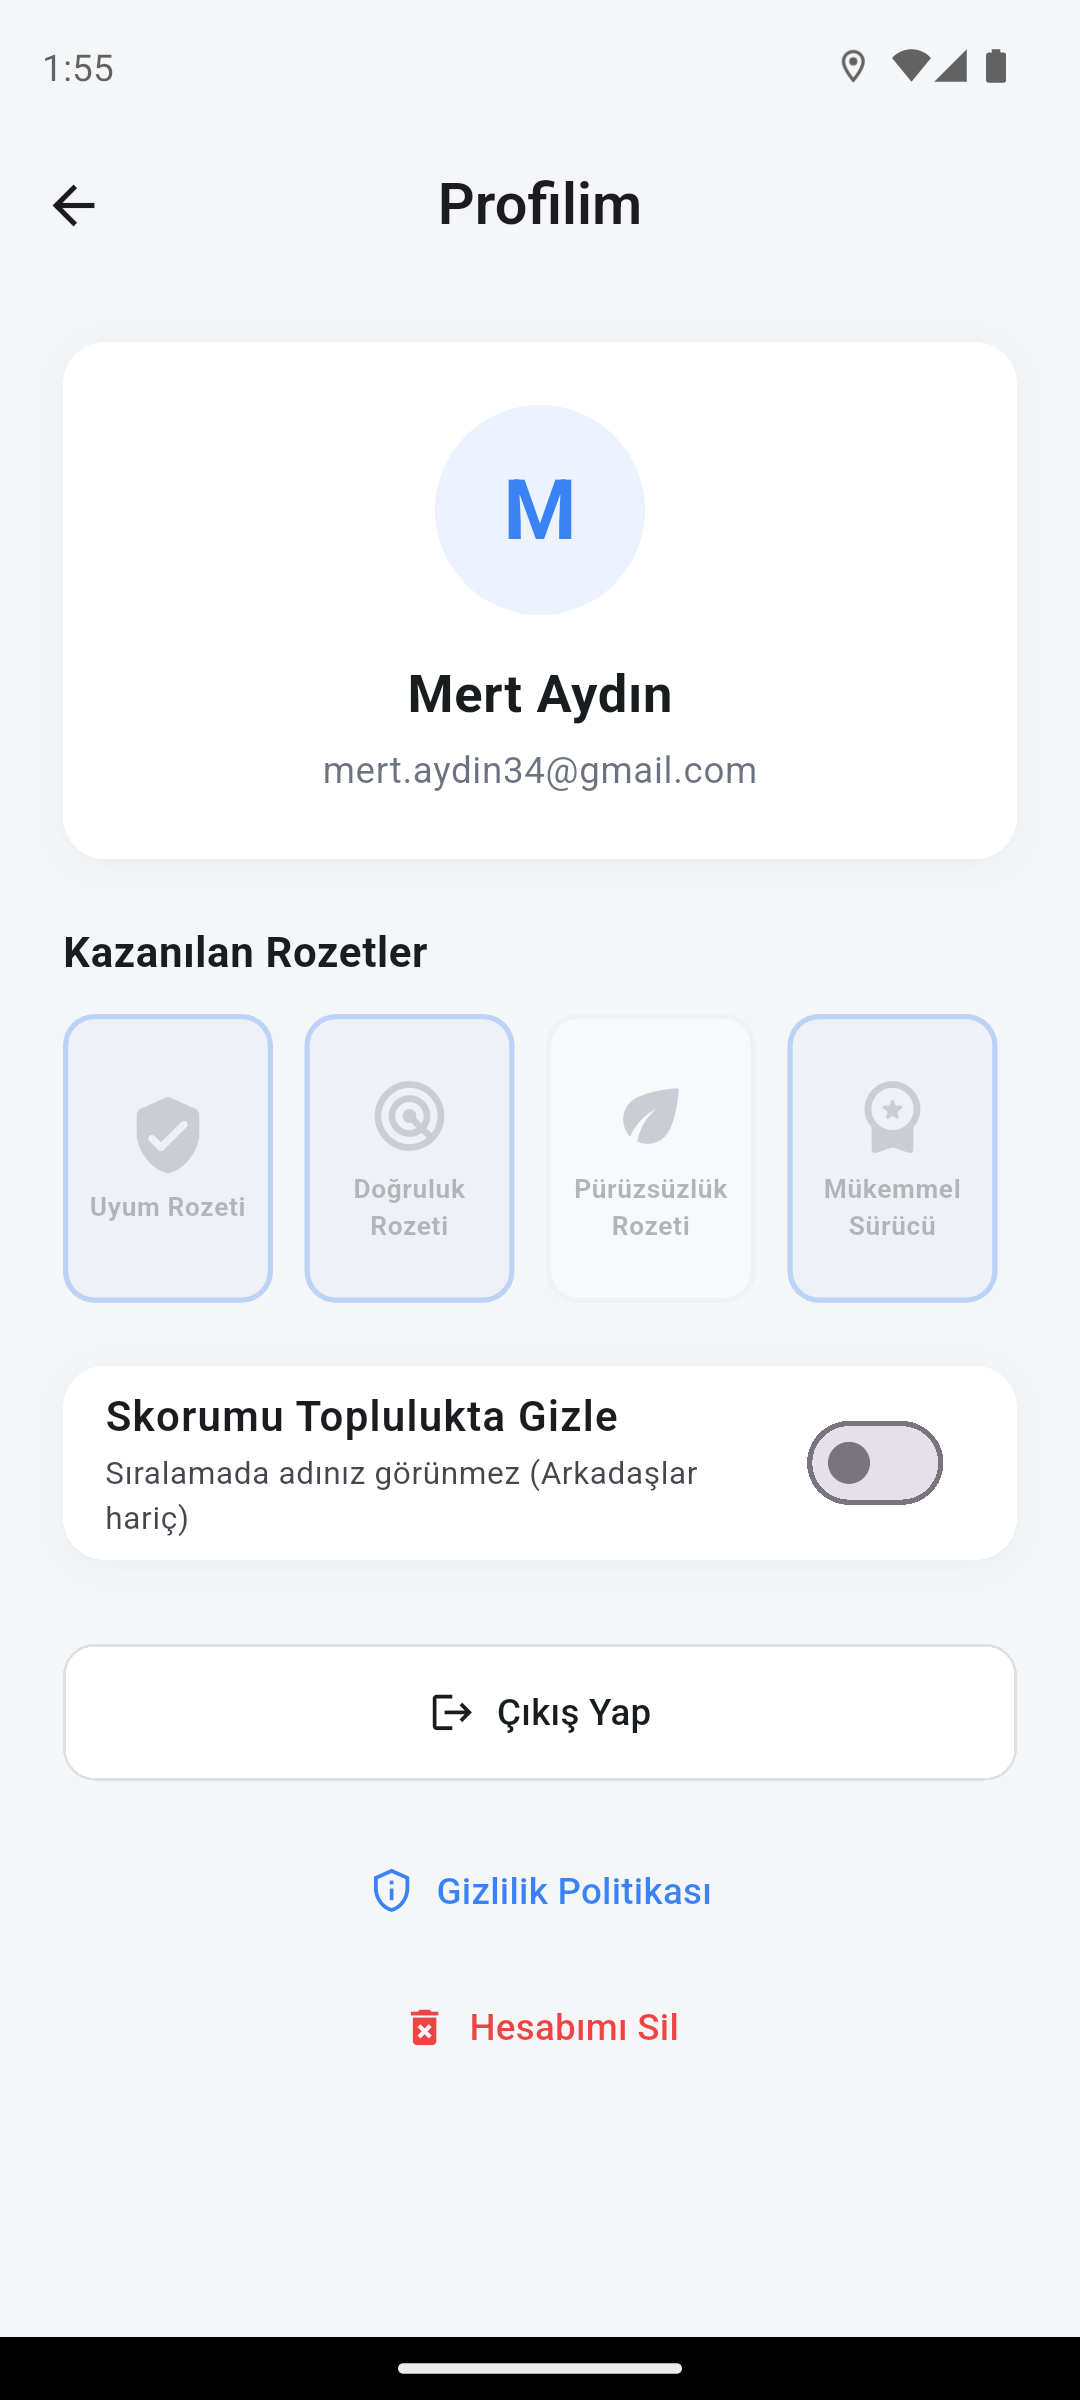 1:55
Profilim
M
Mert Aydın
mert.aydin34@gmail.com
Kazanılan Rozetler
Uyum Rozeti
Doğruluk
Rozeti
Pürüzsüzlük
Rozeti
Mükemmel
Sürücü
Skorumu Toplulukta Gizle
Sıralamada adınız görünmez (Arkadaşlar
hariç)
Çıkış Yap
Gizlilik Politikası
Hesabımı Sil